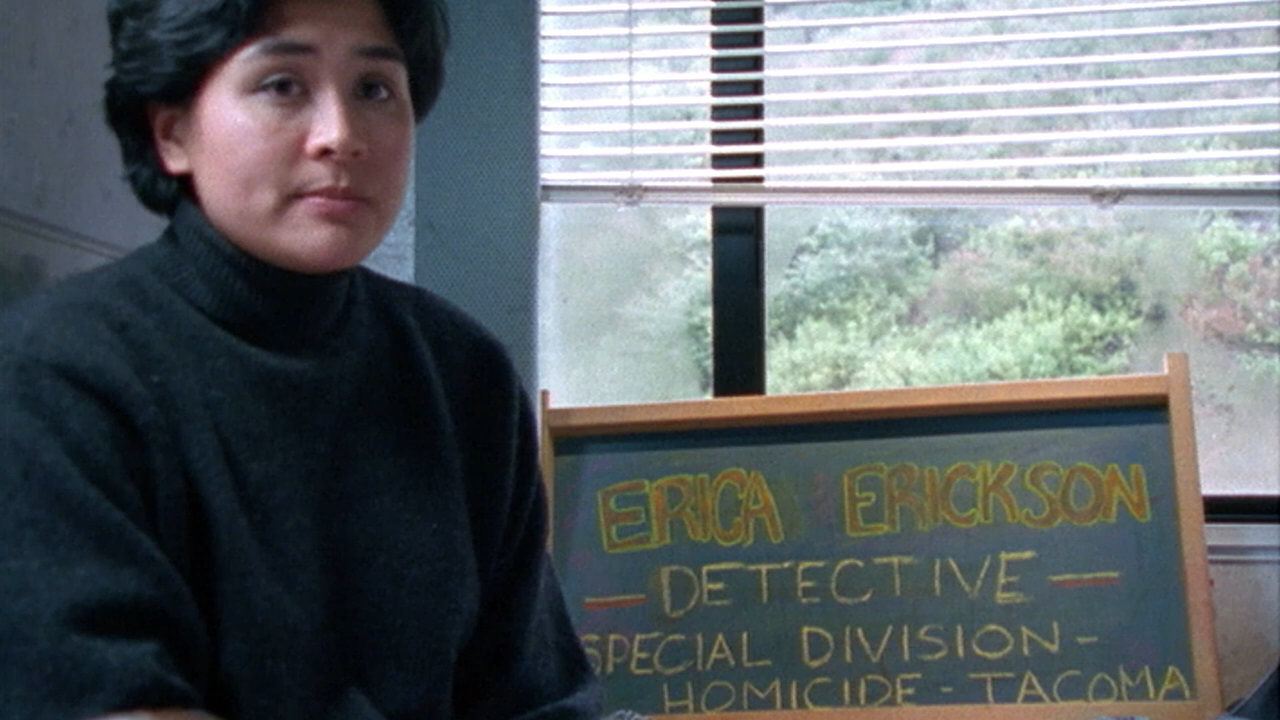 ERICA ERICKSON
— DETECTIVE —
SPECIAL DIVISION -
HOMICIDE - TACOMA